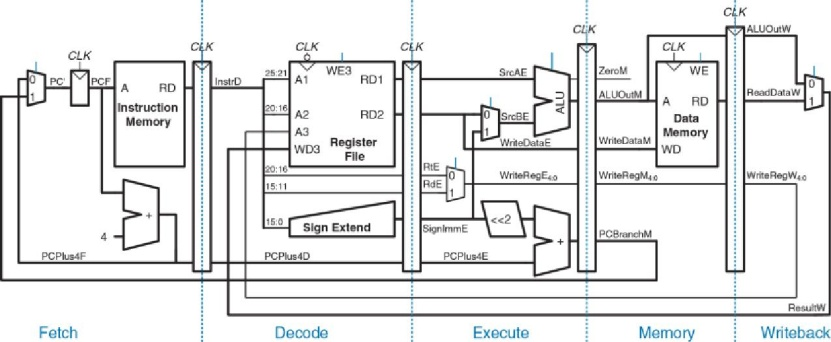 CLK
CLK
CLK
CLK
CLK
CLK
CLK
ALUOutW
0
1
PC'
PCF
A RD
Instruction
Memory
InstrD
25:21
20:16
A1
A2
A3
WD3
WE3
RD1
RD2
Register
File
SrcAE
0
1
SrcBE
ALU
ZeroM
ALUOutM
WE
A RD
Data
Memory
WD
ReadDataW
0
1
WriteDataE
WriteDataM
20:16
RtE
15:11
RdE
0
1
WriteRegE4:0
WriteRegM4:0
WriteRegW4:0
+
4
15:0
Sign Extend
SignImmE
<<2
+
PCBranchM
PCPlus4F
PCPlus4D
PCPlus4E
ResultW
Fetch
Decode
Execute
Memory
Writeback